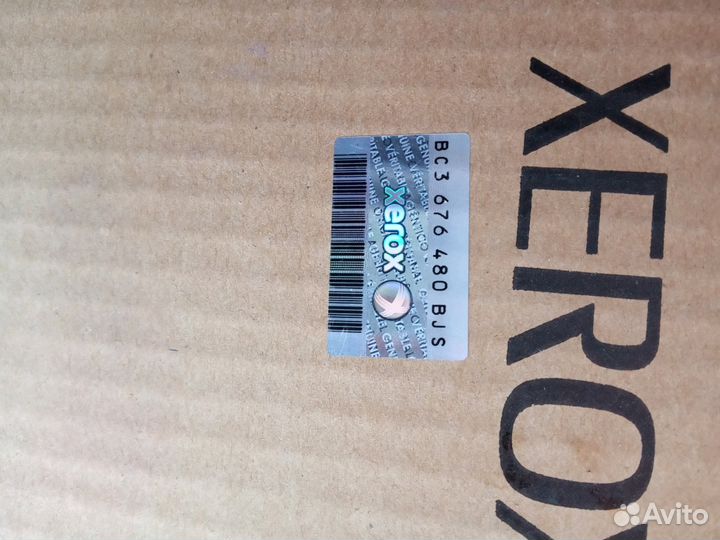 XEROX
BC3 676 480 BJS
xerox
Avito